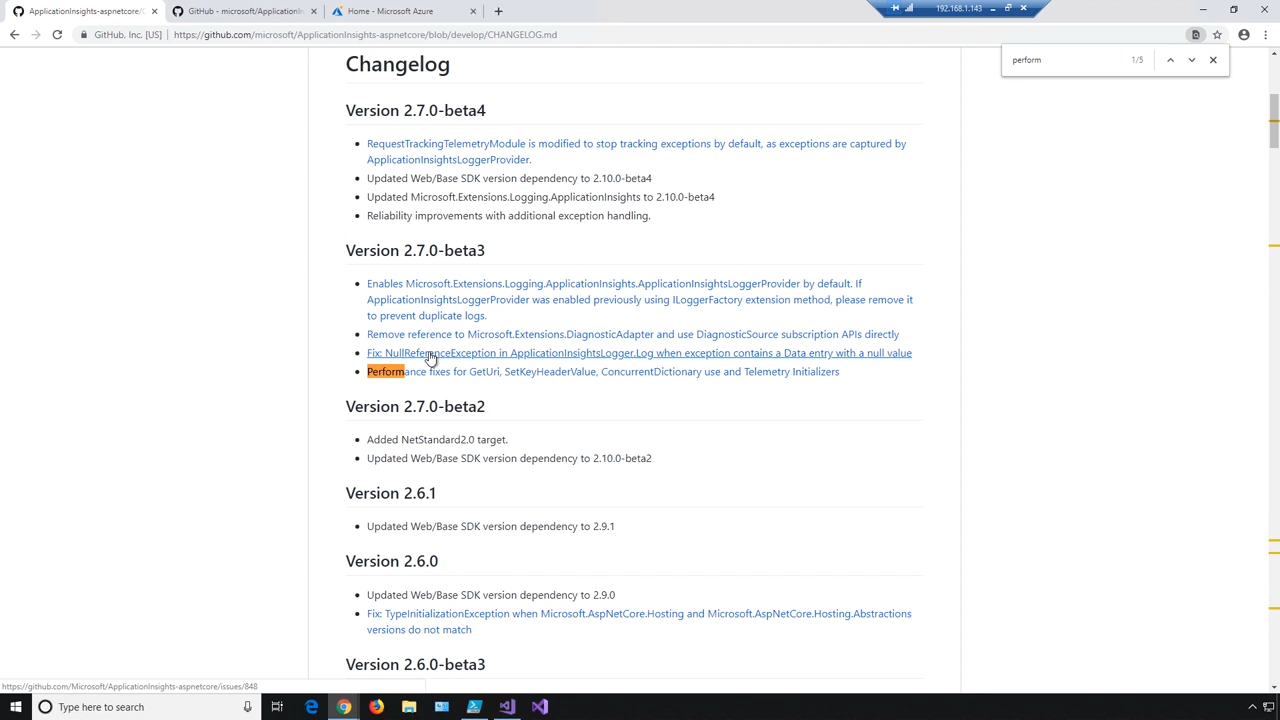 ApplicationInsights-aspnetcore/C
GitHub - microsoft/ApplicationIn
Home - Microsoft Azure
192.168.1.143
GitHub, Inc. [US]
https://github.com/microsoft/ApplicationInsights-aspnetcore/blob/develop/CHANGELOG.md
perform
1/5
Changelog
Version 2.7.0-beta4
RequestTrackingTelemetryModule is modified to stop tracking exceptions by default, as exceptions are captured by
ApplicationInsightsLoggerProvider.
Updated Web/Base SDK version dependency to 2.10.0-beta4
Updated Microsoft.Extensions.Logging.ApplicationInsights to 2.10.0-beta4
Reliability improvements with additional exception handling.
Version 2.7.0-beta3
Enables Microsoft.Extensions.Logging.ApplicationInsights.ApplicationInsightsLoggerProvider by default. If
ApplicationInsightsLoggerProvider was enabled previously using ILoggerFactory extension method, please remove it
to prevent duplicate logs.
Remove reference to Microsoft.Extensions.DiagnosticAdapter and use DiagnosticSource subscription APIs directly
Fix: NullReferenceException in ApplicationInsightsLogger.Log when exception contains a Data entry with a null value
Performance fixes for GetUri, SetKeyHeaderValue, ConcurrentDictionary use and Telemetry Initializers
Version 2.7.0-beta2
Added NetStandard2.0 target.
Updated Web/Base SDK version dependency to 2.10.0-beta2
Version 2.6.1
Updated Web/Base SDK version dependency to 2.9.1
Version 2.6.0
Updated Web/Base SDK version dependency to 2.9.0
Fix: TypeInitializationException when Microsoft.AspNetCore.Hosting and Microsoft.AspNetCore.Hosting.Abstractions
versions do not match
Version 2.6.0-beta3
https://github.com/Microsoft/ApplicationInsights-aspnetcore/issues/848
Type here to search